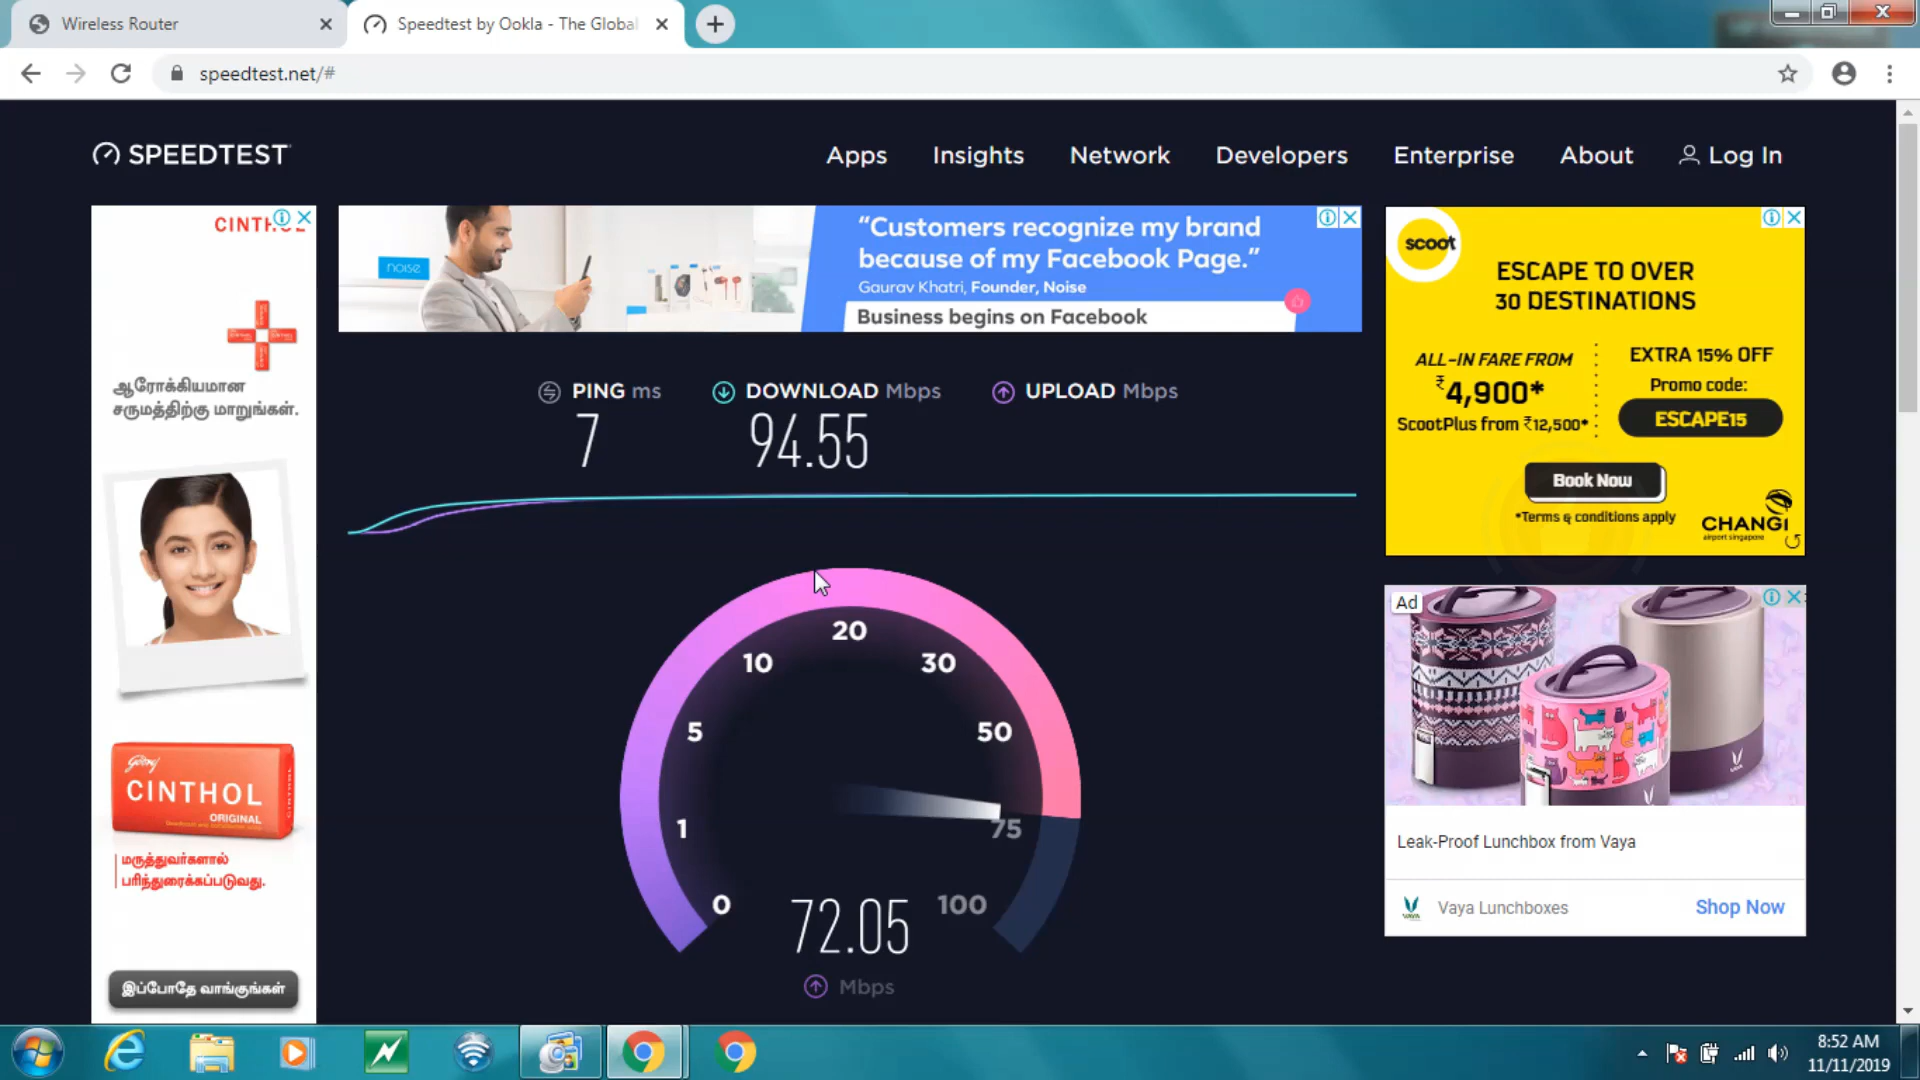 Wireless Router
Speedtest by Ookla - The Global
speedtest.net/#
SPEEDTEST
Apps
Insights
Network
Developers
Enterprise
About
Log In
ஆரோக்கியமான
சருமத்திற்கு மாறுங்கள்.
Godrej
CINTHOL
ORIGINAL
மருத்துவர்களால்
பரிந்துரைக்கப்படுவது.
இப்போதே வாங்குங்கள்
noise
“Customers recognize my brand
because of my Facebook Page.”
Gaurav Khatri, Founder, Noise
Business begins on Facebook
PING ms
7
DOWNLOAD Mbps
94.55
UPLOAD Mbps
0
1
5
10
20
30
50
75
100
72.05
Mbps
scoot
ESCAPE TO OVER
30 DESTINATIONS
ALL-IN FARE FROM
₹4,900*
ScootPlus from ₹12,500*
EXTRA 15% OFF
Promo code:
ESCAPE15
Book Now
*Terms & conditions apply
CHANGI
airport singapore
Ad
Leak-Proof Lunchbox from Vaya
VAYA
Vaya Lunchboxes
Shop Now
8:52 AM
11/11/2019